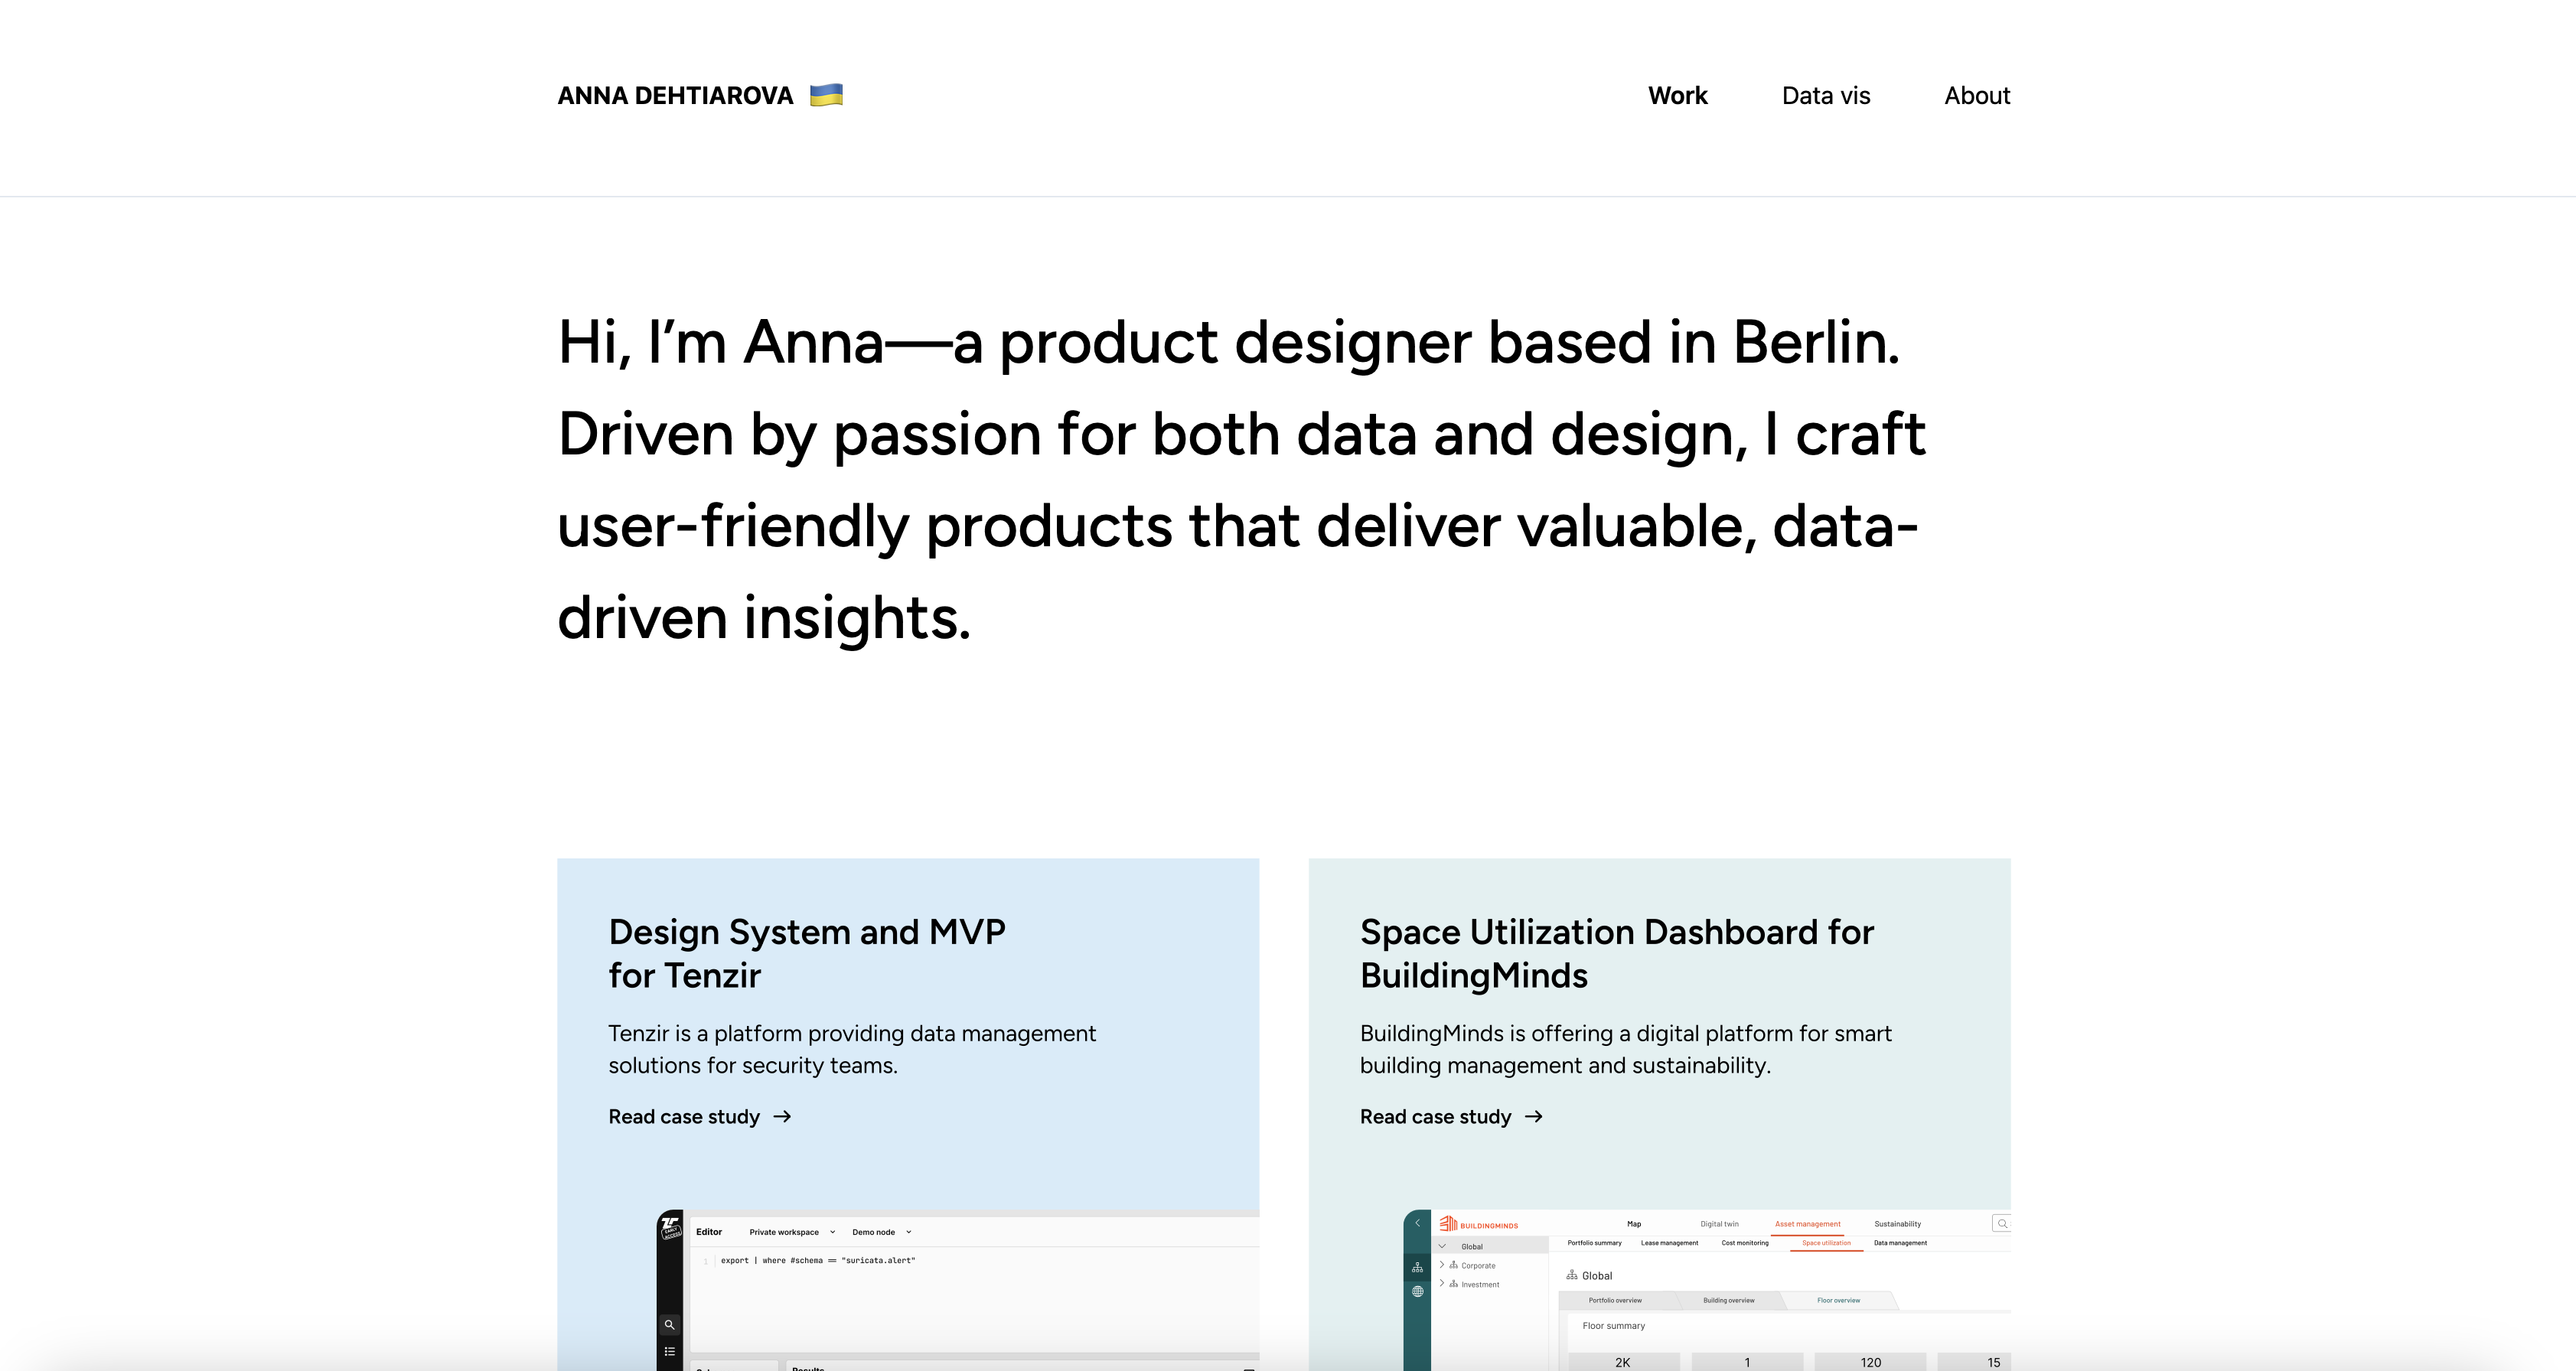 ANNA DEHTIAROVA 🇺🇦
Work Data vis About
Hi, I’m Anna—a product designer based in Berlin.
Driven by passion for both data and design, I craft
user-friendly products that deliver valuable, data-
driven insights.
Design System and MVP
for Tenzir
Tenzir is a platform providing data management
solutions for security teams.
Read case study →
Space Utilization Dashboard for
BuildingMinds
BuildingMinds is offering a digital platform for smart
building management and sustainability.
Read case study →
EARLY
ACCESS
Editor Private workspace Demo node
1 export | where #schema == "suricata.alert"
Results
BUILDINGMINDS
Map Digital twin Asset management Sustainability
Portfolio summary Lease management Cost monitoring Space utilization Data management
Global
Corporate
Investment
Global
Portfolio overview Building overview Floor overview
Floor summary
2K 1 120 15